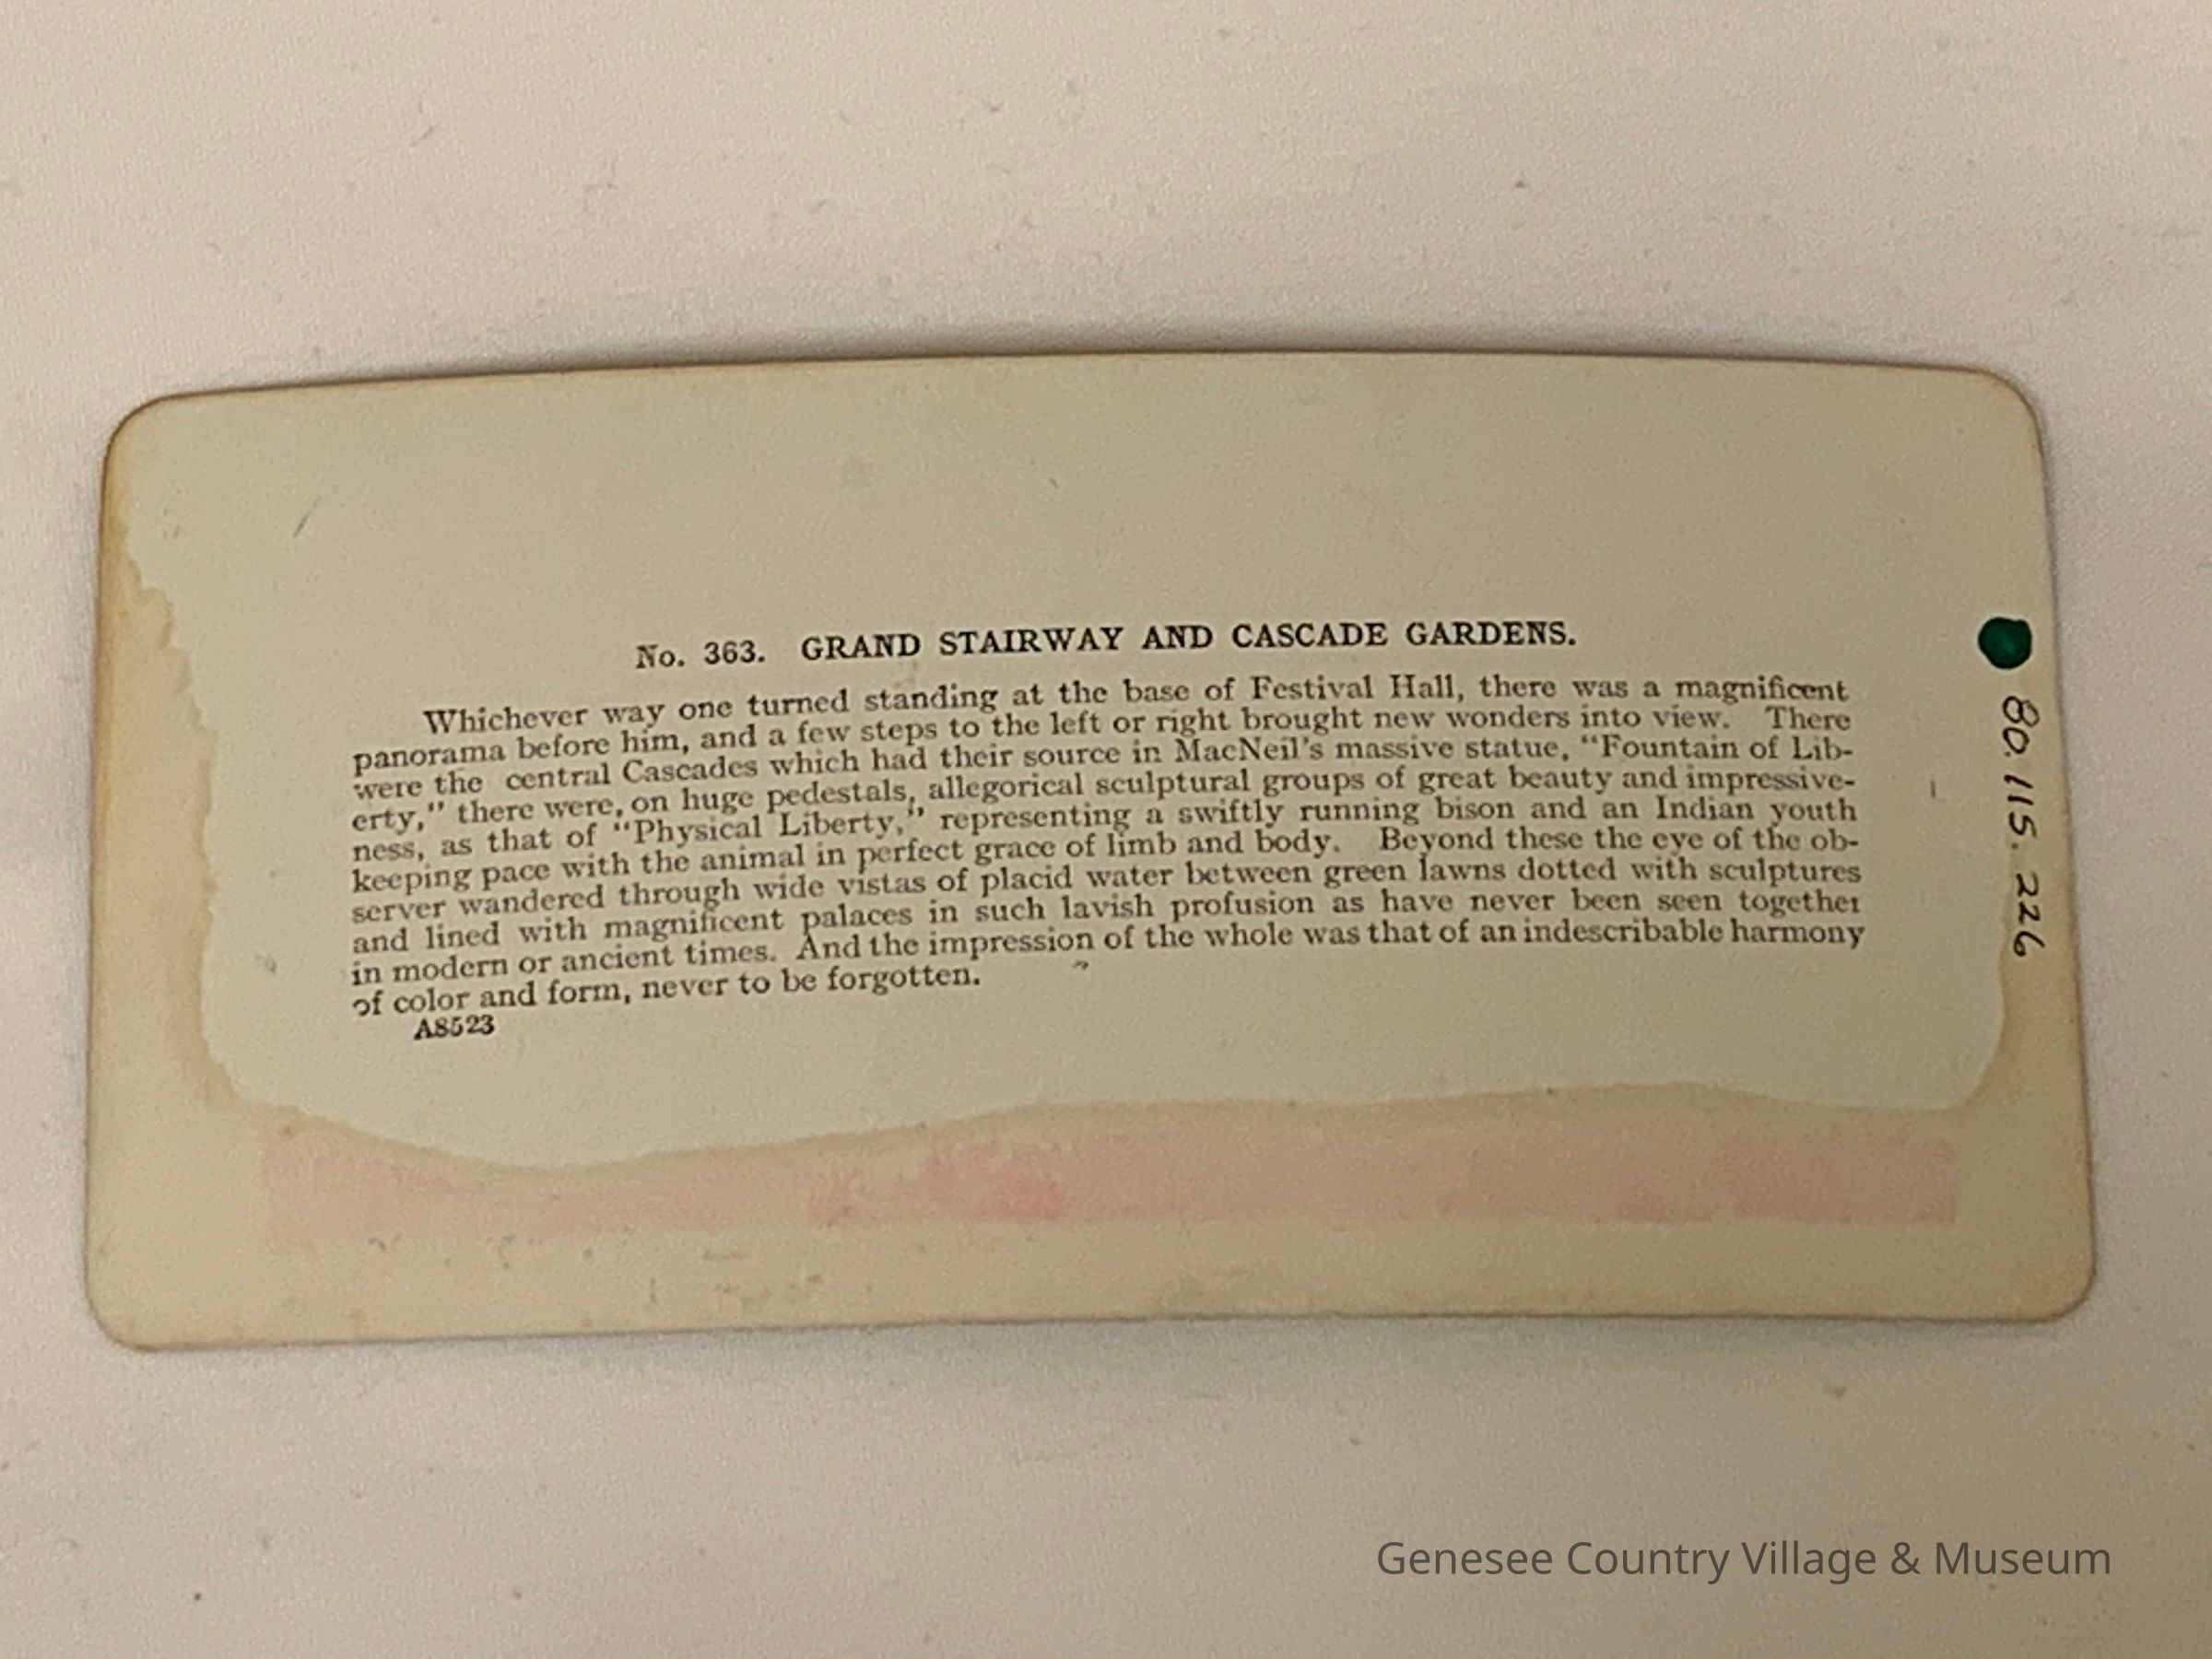 No. 363. GRAND STAIRWAY AND CASCADE GARDENS.
Whichever way one turned standing at the base of Festival Hall, there was a magnificent
panorama before him, and a few steps to the left or right brought new wonders into view. There
were the central Cascades which had their source in MacNeil's massive statue, "Fountain of Lib-
erty," there were, on huge pedestals, allegorical sculptural groups of great beauty and impressive-
ness, as that of "Physical Liberty," representing a swiftly running bison and an Indian youth
keeping pace with the animal in perfect grace of limb and body. Beyond these the eye of the ob-
server wandered through wide vistas of placid water between green lawns dotted with sculptures
and lined with magnificent palaces in such lavish profusion as have never been seen together
in modern or ancient times. And the impression of the whole was that of an indescribable harmony
of color and form, never to be forgotten.
A8523
80.115.226
Genesee Country Village & Museum